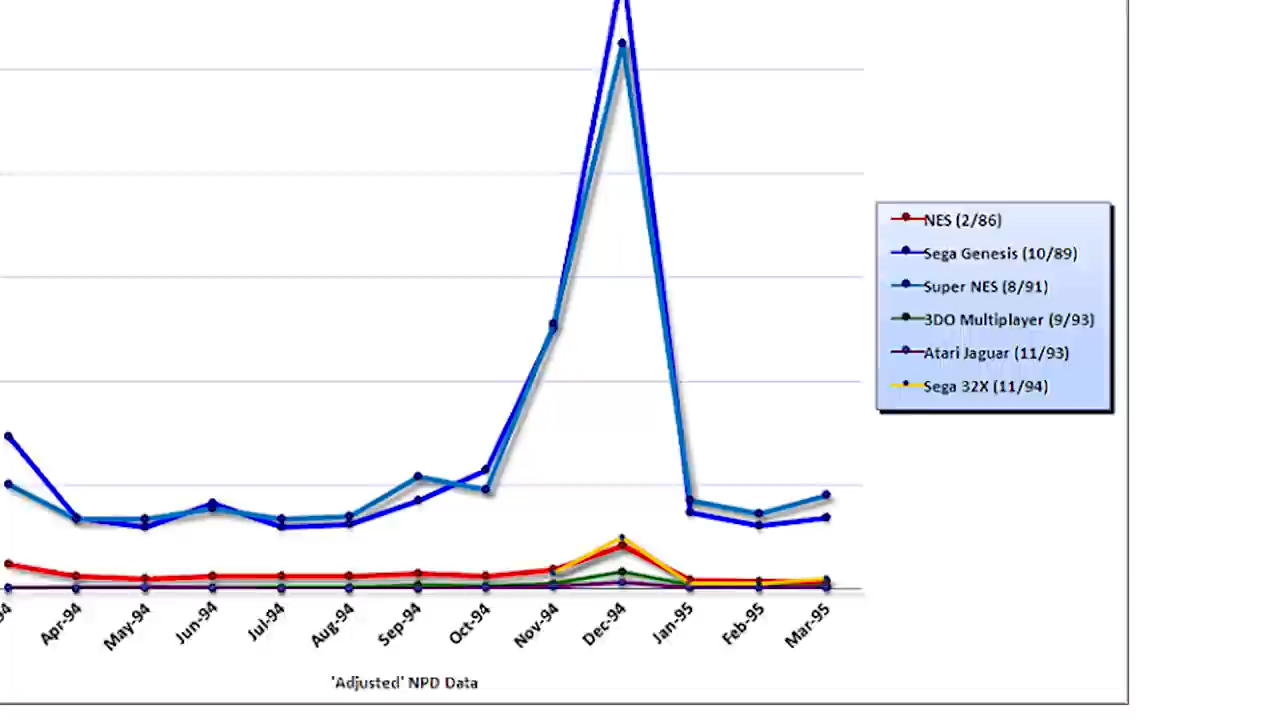 NES (2/86)
Sega Genesis (10/89)
Super NES (8/91)
3DO Multiplayer (9/93)
Atari Jaguar (11/93)
Sega 32X (11/94)
94
Apr-94
May-94
Jun-94
Jul-94
Aug-94
Sep-94
Oct-94
Nov-94
Dec-94
Jan-95
Feb-95
Mar-95
'Adjusted' NPD Data